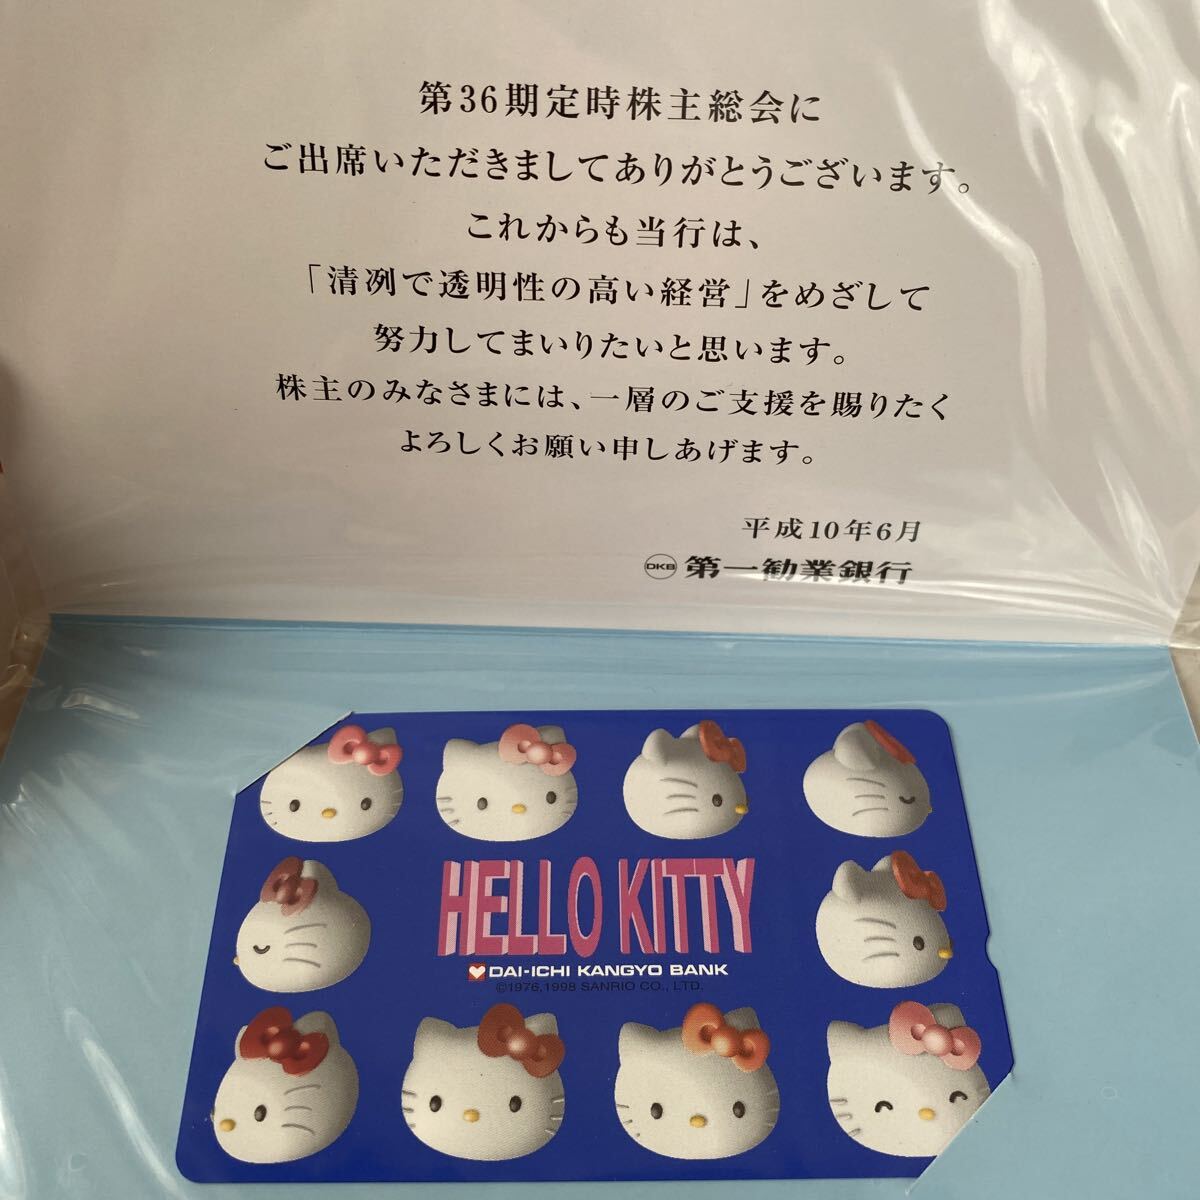 第36期定時株主総会に
ご出席いただきましてありがとうございます。
これからも当行は、
「清冽で透明性の高い経営」をめざして
努力してまいりたいと思います。
株主のみなさまには、一層のご支援を賜りたく
よろしくお願い申しあげます。
平成10年6月
DKB 第一勧業銀行
HELLO KITTY
DAI-ICHI KANGYO BANK
©1976,1998 SANRIO CO., LTD.